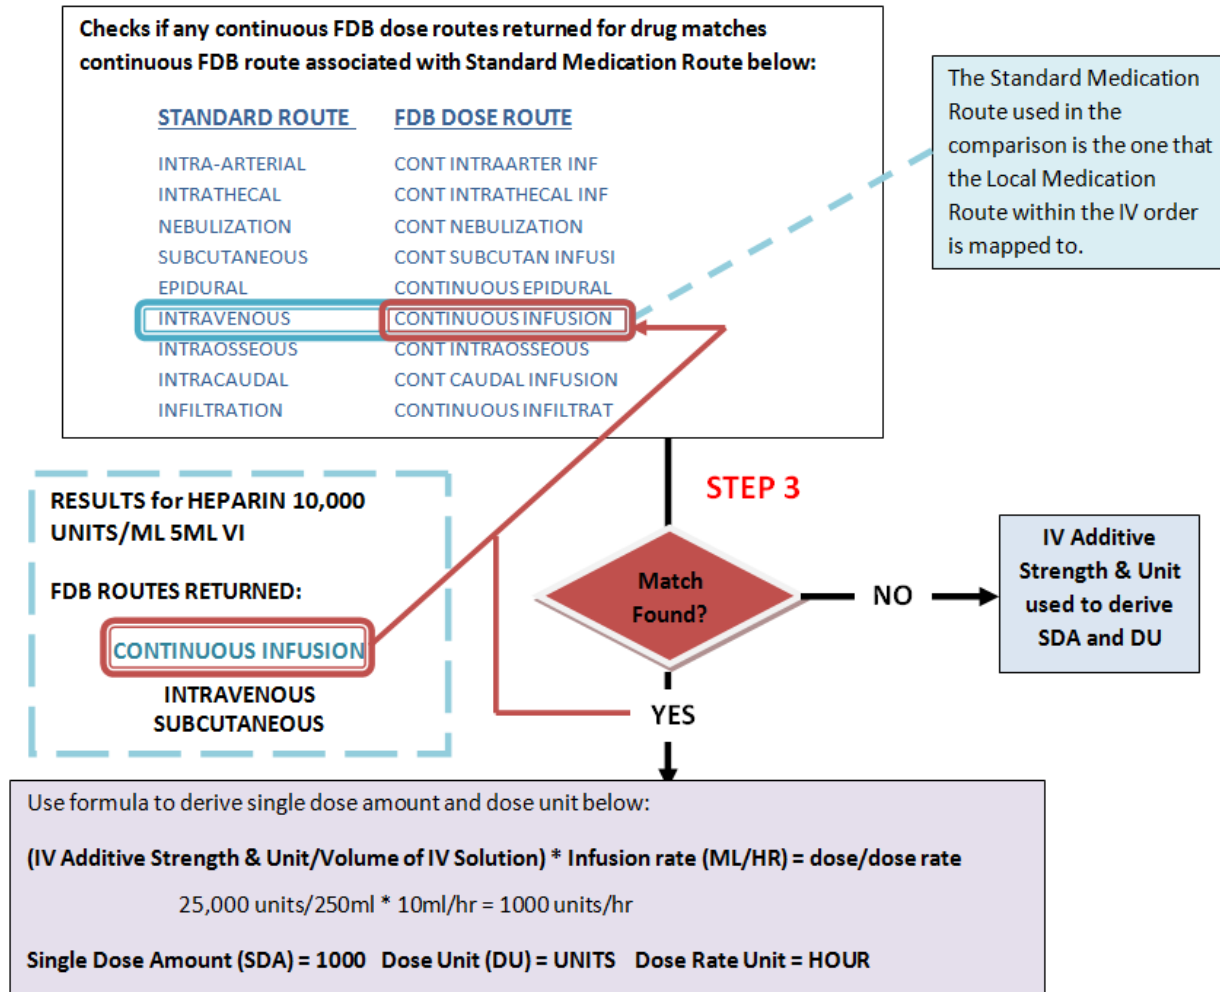 Checks if any continuous FDB dose routes returned for drug matches
continuous FDB route associated with Standard Medication Route below:
STANDARD ROUTE FDB DOSE ROUTE
INTRA-ARTERIAL CONT INTRAARTER INF
INTRATHECAL CONT INTRATHECAL INF
NEBULIZATION CONT NEBULIZATION
SUBCUTANEOUS CONT SUBCUTAN INFUSI
EPIDURAL CONTINUOUS EPIDURAL
INTRAVENOUS CONTINUOUS INFUSION
INTRAOSSEOUS CONT INTRAOSSEOUS
INTRACAUDAL CONT CAUDAL INFUSION
INFILTRATION CONTINUOUS INFILTRAT
The Standard Medication
Route used in the
comparison is the one that
the Local Medication
Route within the IV order
is mapped to.
RESULTS for HEPARIN 10,000
UNITS/ML 5ML VI
FDB ROUTES RETURNED:
CONTINUOUS INFUSION
INTRAVENOUS
SUBCUTANEOUS
STEP 3
Match
Found?
NO
IV Additive
Strength & Unit
used to derive
SDA and DU
YES
Use formula to derive single dose amount and dose unit below:
(IV Additive Strength & Unit/Volume of IV Solution) * Infusion rate (ML/HR) = dose/dose rate
25,000 units/250ml * 10ml/hr = 1000 units/hr
Single Dose Amount (SDA) = 1000 Dose Unit (DU) = UNITS Dose Rate Unit = HOUR